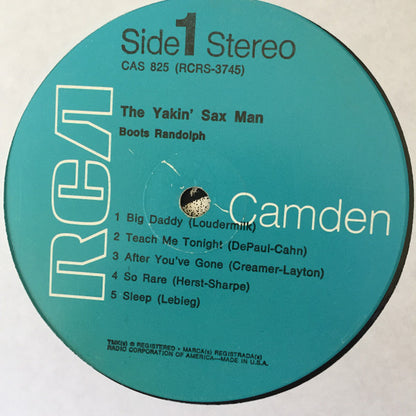 Side 1 Stereo
CAS 825 (RCRS-3745)
The Yakin' Sax Man
Boots Randolph
RCA
Camden
1 Big Daddy (Loudermilk)
2 Teach Me Tonight (DePaul-Cahn)
3 After You've Gone (Creamer-Layton)
4 So Rare (Herst-Sharpe)
5 Sleep (Lebieg)
TMK(s) ® REGISTERED • MARCA(s) REGISTRADA(s)
RADIO CORPORATION OF AMERICA—MADE IN U.S.A.